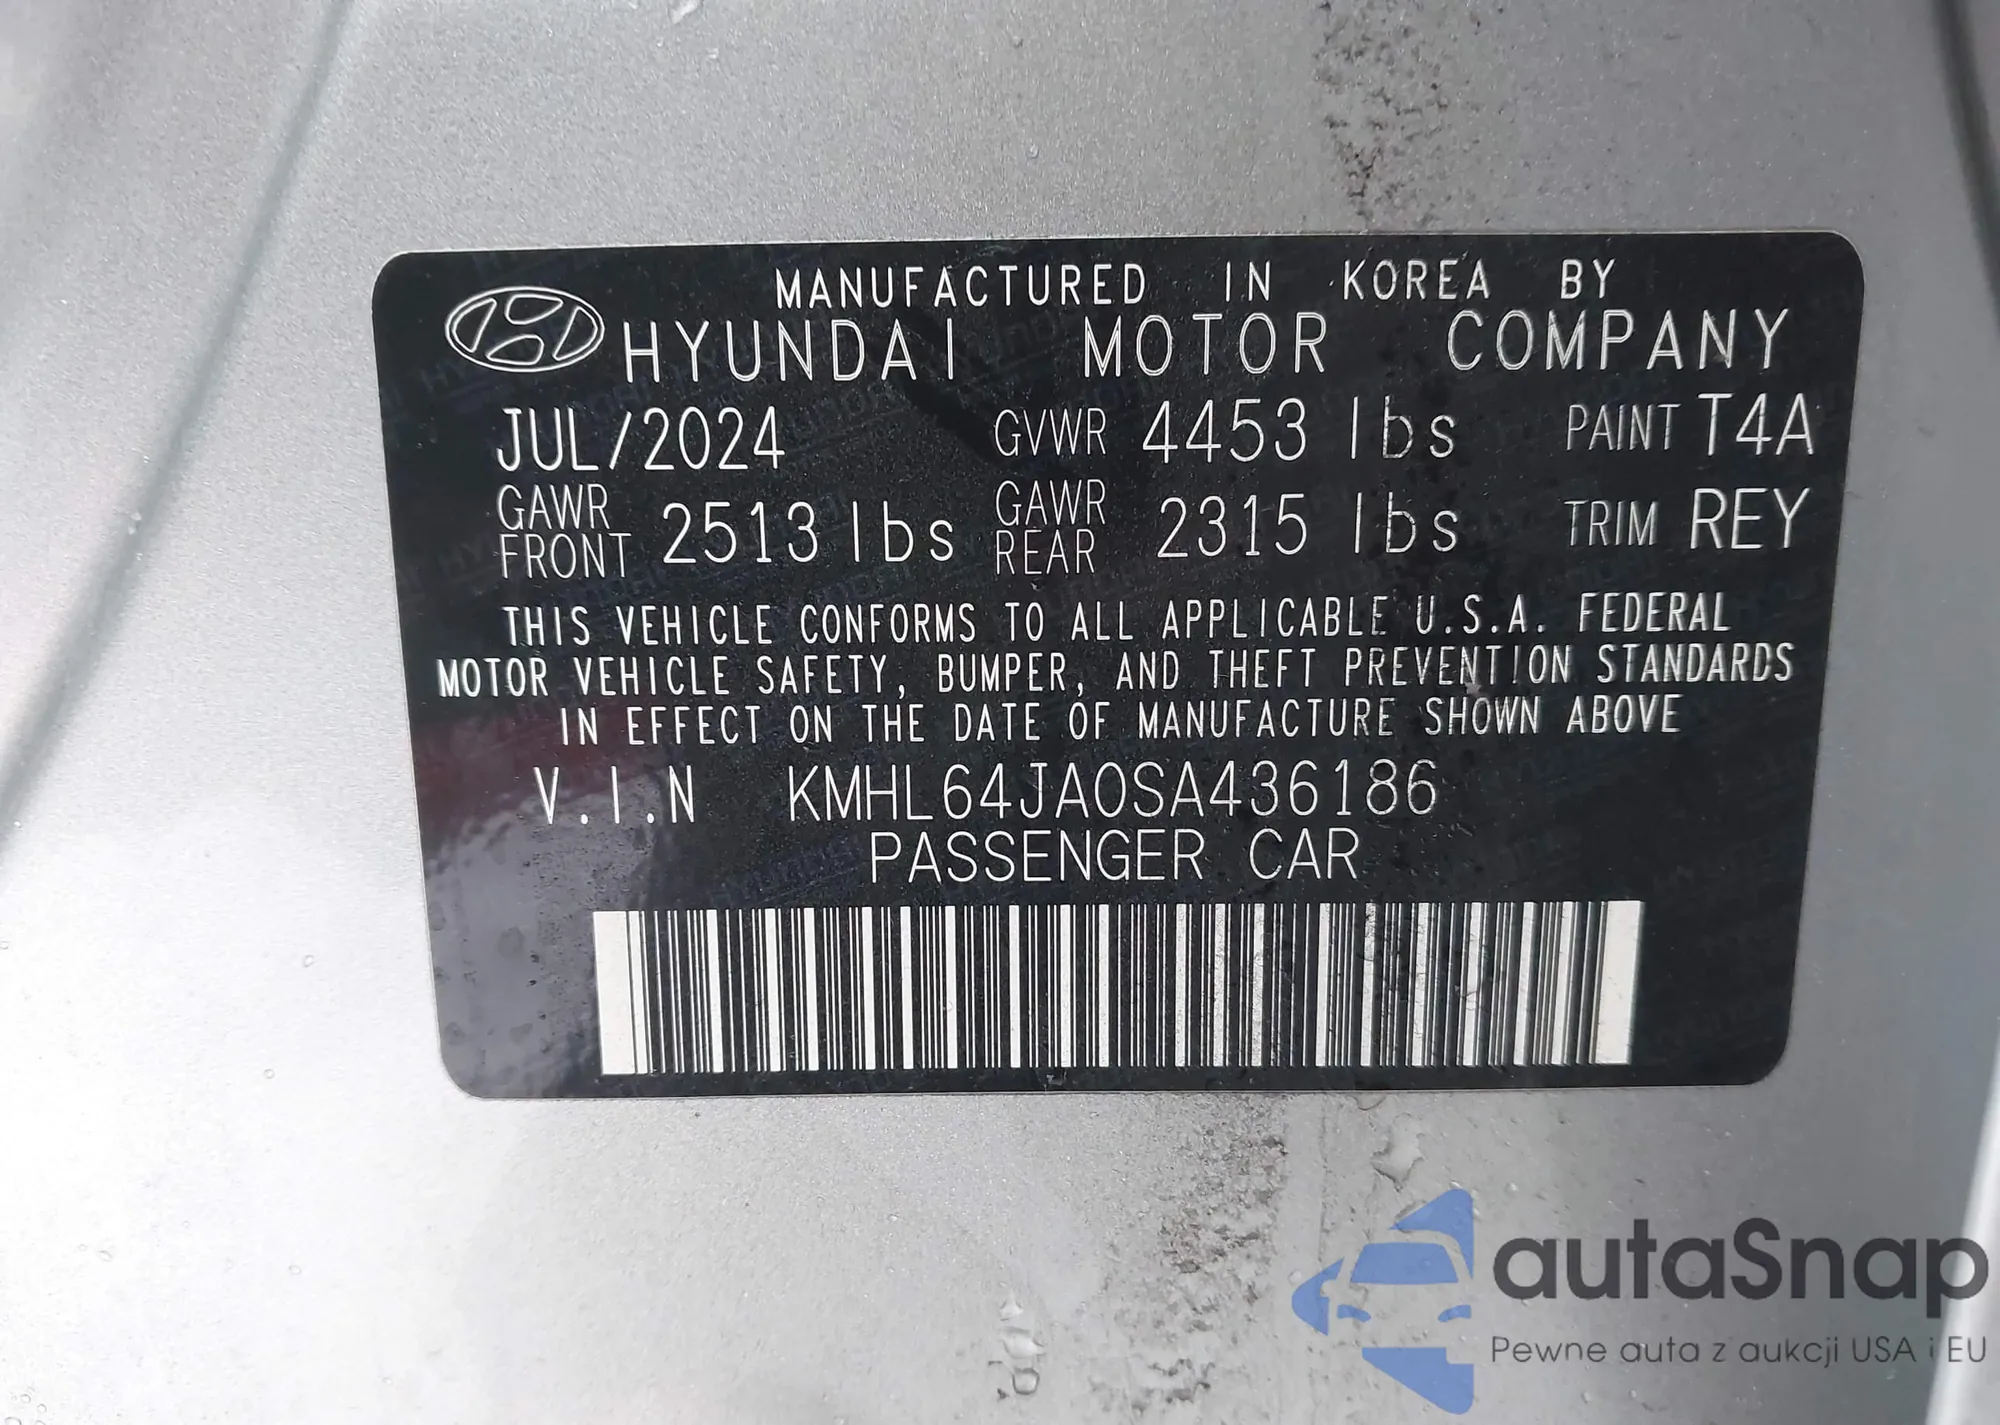 MANUFACTURED IN KOREA BY
HYUNDAI MOTOR COMPANY
JUL/2024 GVWR 4453 lbs PAINT T4A
GAWR FRONT 2513 lbs GAWR REAR 2315 lbs TRIM REY
THIS VEHICLE CONFORMS TO ALL APPLICABLE U.S.A. FEDERAL
MOTOR VEHICLE SAFETY, BUMPER, AND THEFT PREVENTION STANDARDS
IN EFFECT ON THE DATE OF MANUFACTURE SHOWN ABOVE
V.I.N KMHL64JA0SA436186
PASSENGER CAR
autaSnap
Pewne auta z aukcji USA i EU